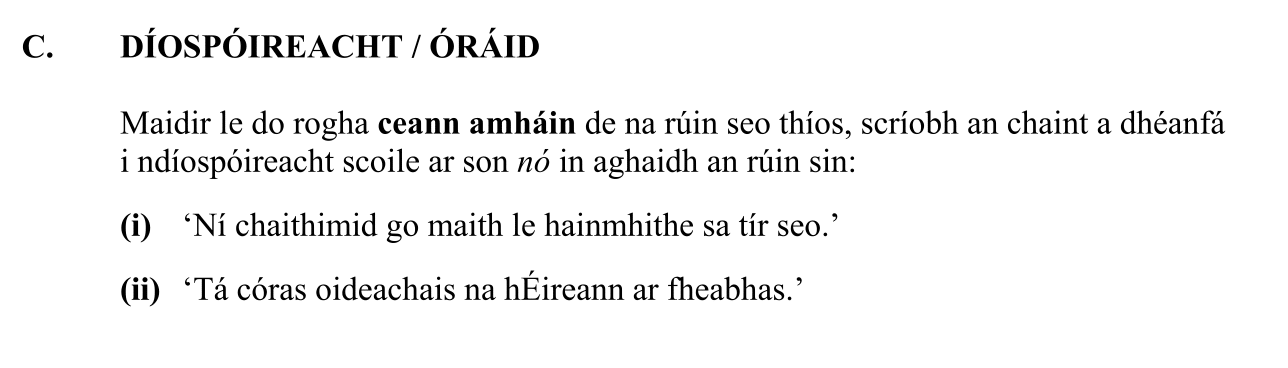 C. DÍOSPÓIREACHT / ÓRÁID
Maidir le do rogha ceann amháin de na rúin seo thíos, scríobh an chaint a dhéanfá
i ndíospóireacht scoile ar son nó in aghaidh an rúin sin:
(i) ‘Ní chaithimid go maith le hainmhithe sa tír seo.’
(ii) ‘Tá córas oideachais na hÉireann ar fheabhas.’